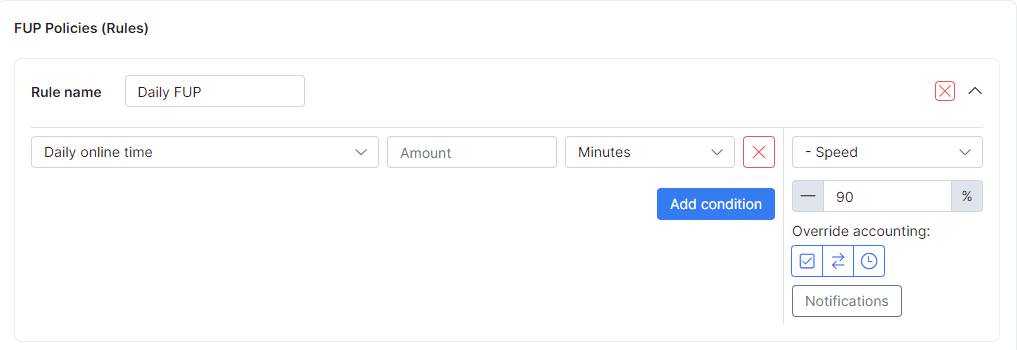 FUP Policies (Rules)
Rule name Daily FUP
Daily online time Amount Minutes - Speed
Add condition — 90 %
Override accounting:
Notifications